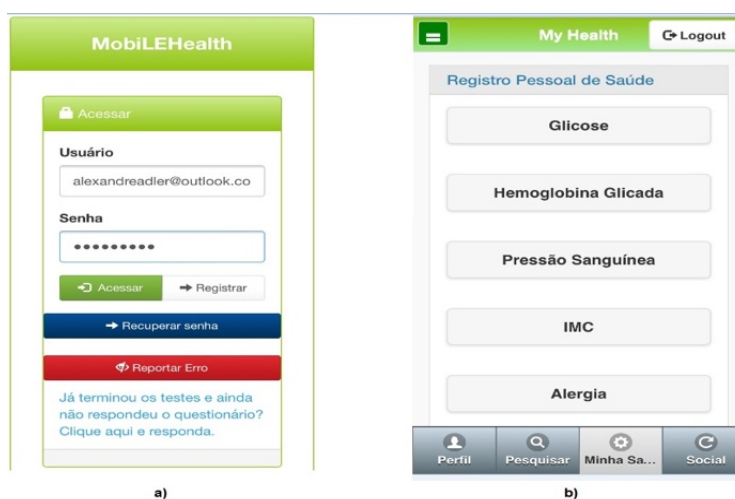 MobiLEHealth
Acessar
Usuário
alexandreadler@outlook.co
Senha
•••••••••
Acessar
Registrar
Recuperar senha
Reportar Erro
Já terminou os testes e ainda
não respondeu o questionário?
Clique aqui e responda.
a)
My Health
Logout
Registro Pessoal de Saúde
Glicose
Hemoglobina Glicada
Pressão Sanguínea
IMC
Alergia
Perfil
Pesquisar
Minha Sa...
Social
b)